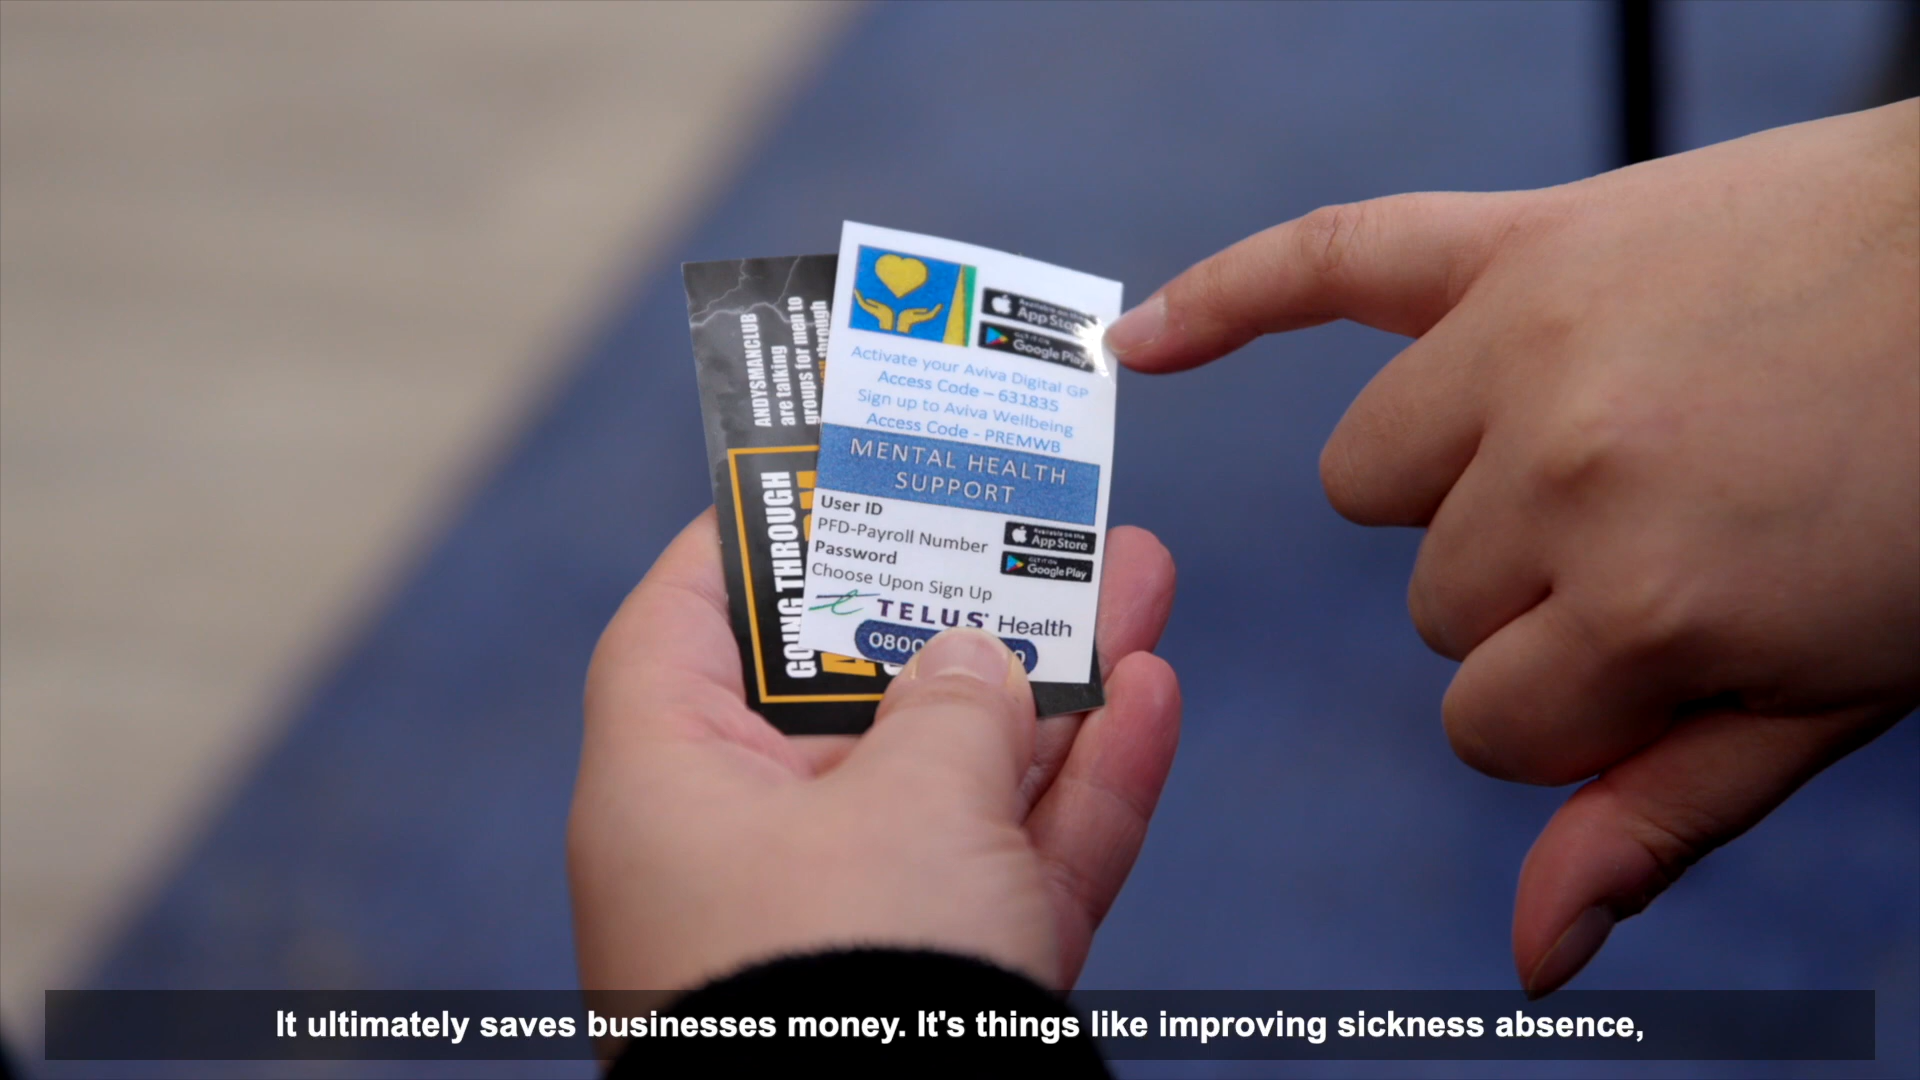 Available on the
App Store
GET IT ON
Google Play
Activate your Aviva Digital GP
Access Code – 631835
Sign up to Aviva Wellbeing
Access Code - PREMWB
MENTAL HEALTH
SUPPORT
User ID
PFD-Payroll Number
Password
Choose Upon Sign Up
Available on the
App Store
GET IT ON
Google Play
TELUS Health
0800
ANDYSMANCLUB
are talking
groups for men to
through
GOING THROUGH
It ultimately saves businesses money. It's things like improving sickness absence,